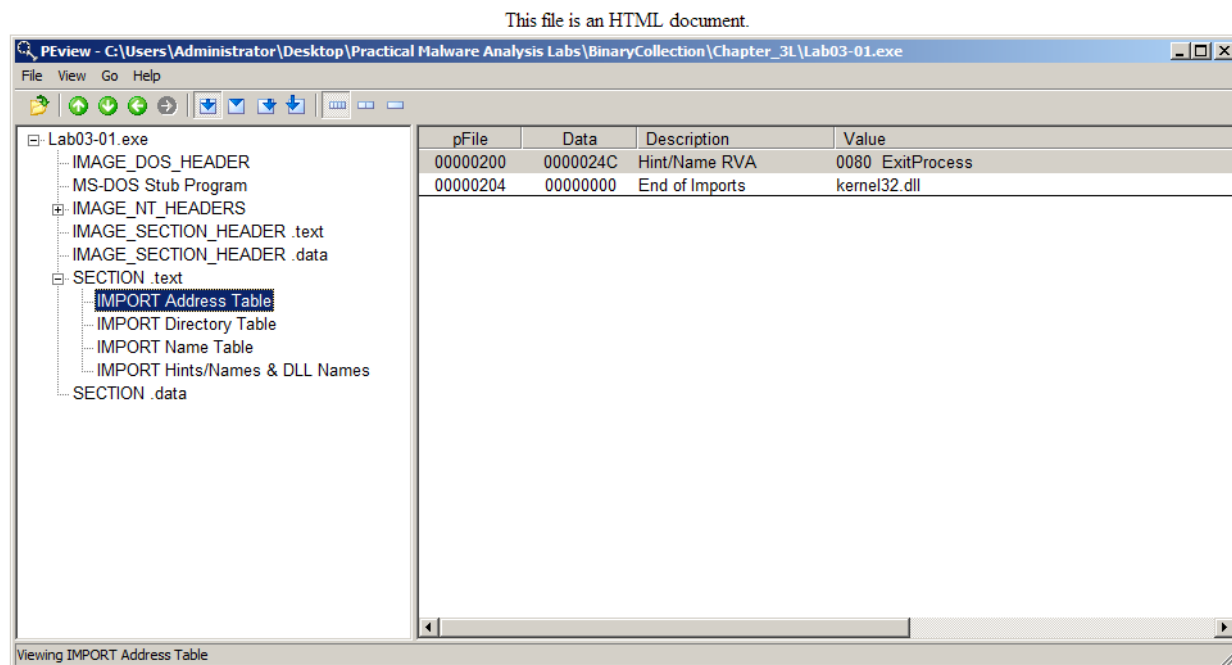 This file is an HTML document.
PEview - C:\Users\Administrator\Desktop\Practical Malware Analysis Labs\BinaryCollection\Chapter_3L\Lab03-01.exe
File View Go Help
Lab03-01.exe
IMAGE_DOS_HEADER
MS-DOS Stub Program
IMAGE_NT_HEADERS
IMAGE_SECTION_HEADER .text
IMAGE_SECTION_HEADER .data
SECTION .text
IMPORT Address Table
IMPORT Directory Table
IMPORT Name Table
IMPORT Hints/Names & DLL Names
SECTION .data
pFile Data Description Value
00000200 0000024C Hint/Name RVA 0080 ExitProcess
00000204 00000000 End of Imports kernel32.dll
Viewing IMPORT Address Table